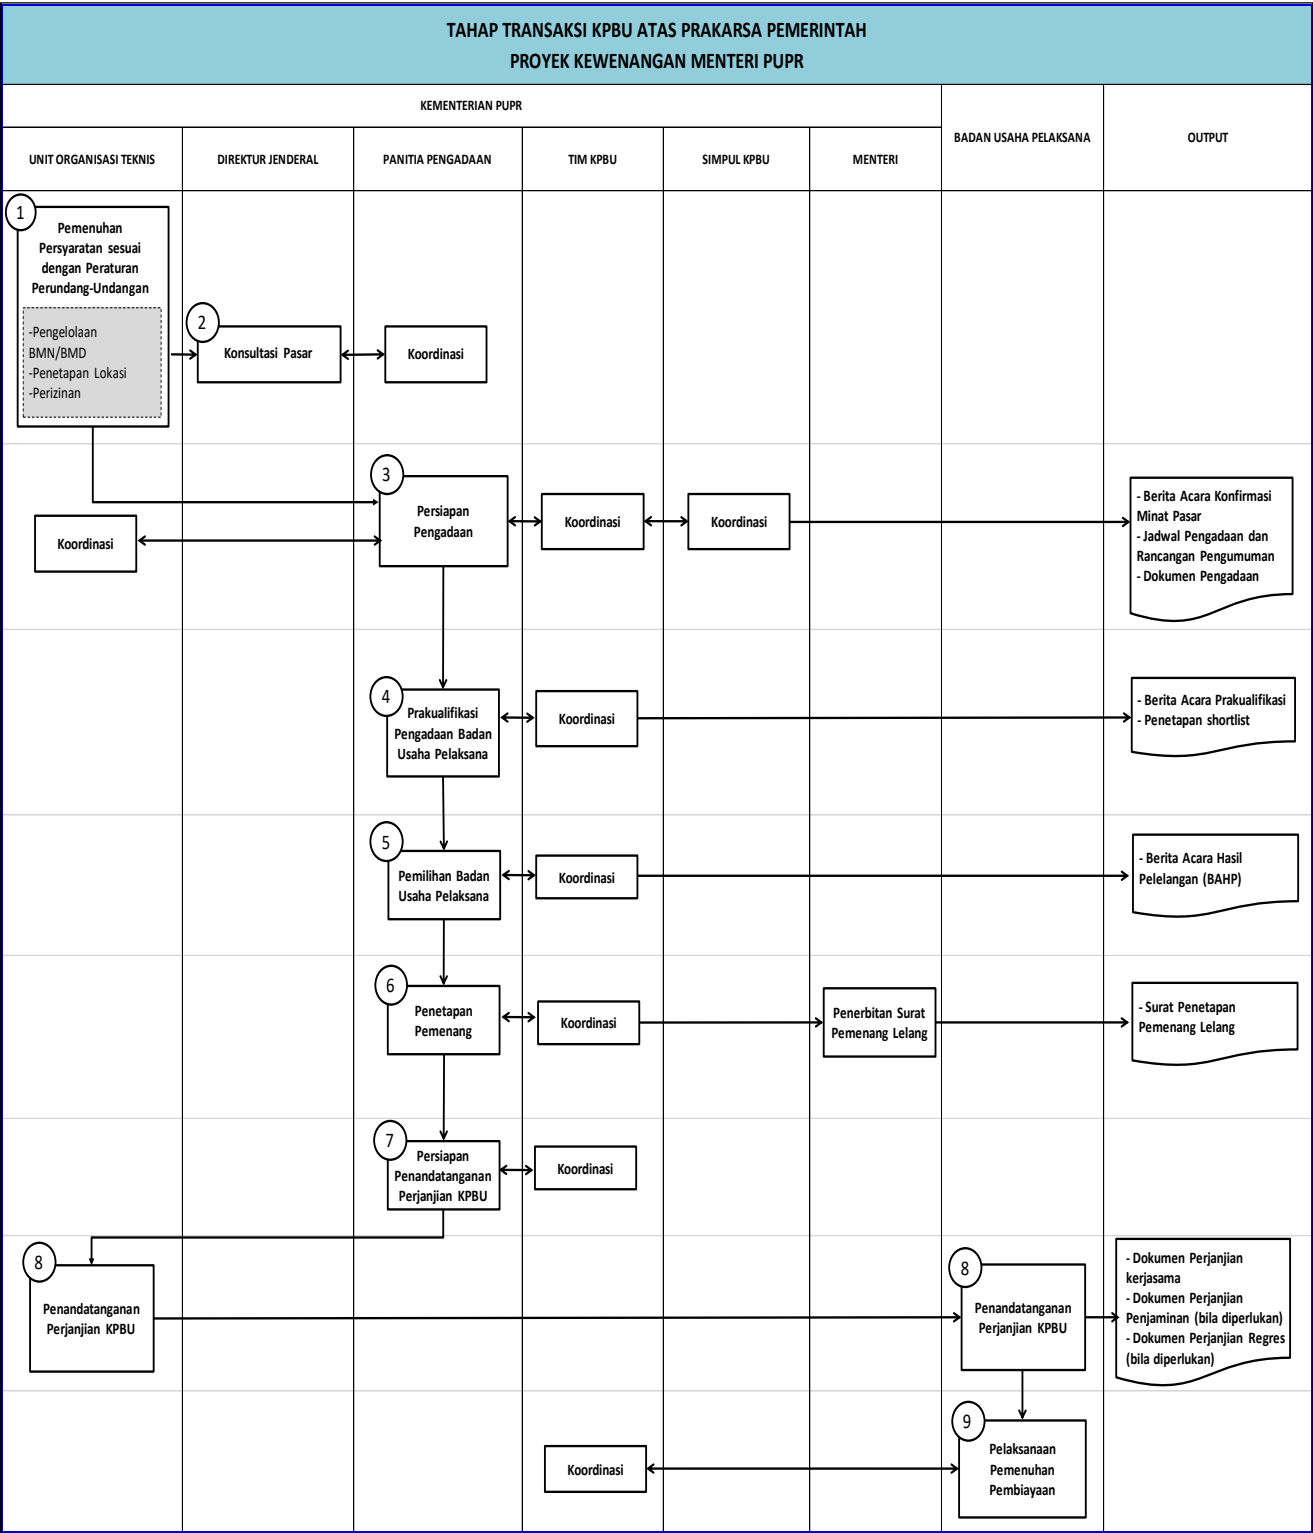 TAHAP TRANSAKSI KPBU ATAS PRAKARSA PEMERINTAH
PROYEK KEWENANGAN MENTERI PUPR
KEMENTERIAN PUPR
BADAN USAHA PELAKSANA
OUTPUT
UNIT ORGANISASI TEKNIS
DIREKTUR JENDERAL
PANITIA PENGADAAN
TIM KPBU
SIMPUL KPBU
MENTERI
1
Pemenuhan
Persyaratan sesuai
dengan Peraturan
Perundang-Undangan
-Pengelolaan
BMN/BMD
-Penetapan Lokasi
-Perizinan
2
Konsultasi Pasar
Koordinasi
3
Persiapan
Pengadaan
Koordinasi
Koordinasi
Koordinasi
- Berita Acara Konfirmasi
Minat Pasar
- Jadwal Pengadaan dan
Rancangan Pengumuman
- Dokumen Pengadaan
4
Prakualifikasi
Pengadaan Badan
Usaha Pelaksana
Koordinasi
- Berita Acara Prakualifikasi
- Penetapan shortlist
5
Pemilihan Badan
Usaha Pelaksana
Koordinasi
- Berita Acara Hasil
Pelelangan (BAHP)
6
Penetapan
Pemenang
Koordinasi
Penerbitan Surat
Pemenang Lelang
- Surat Penetapan
Pemenang Lelang
7
Persiapan
Penandatanganan
Perjanjian KPBU
Koordinasi
8
Penandatanganan
Perjanjian KPBU
8
Penandatanganan
Perjanjian KPBU
- Dokumen Perjanjian
kerjasama
- Dokumen Perjanjian
Penjaminan (bila diperlukan)
- Dokumen Perjanjian Regres
(bila diperlukan)
9
Pelaksanaan
Pemenuhan
Pembiayaan
Koordinasi